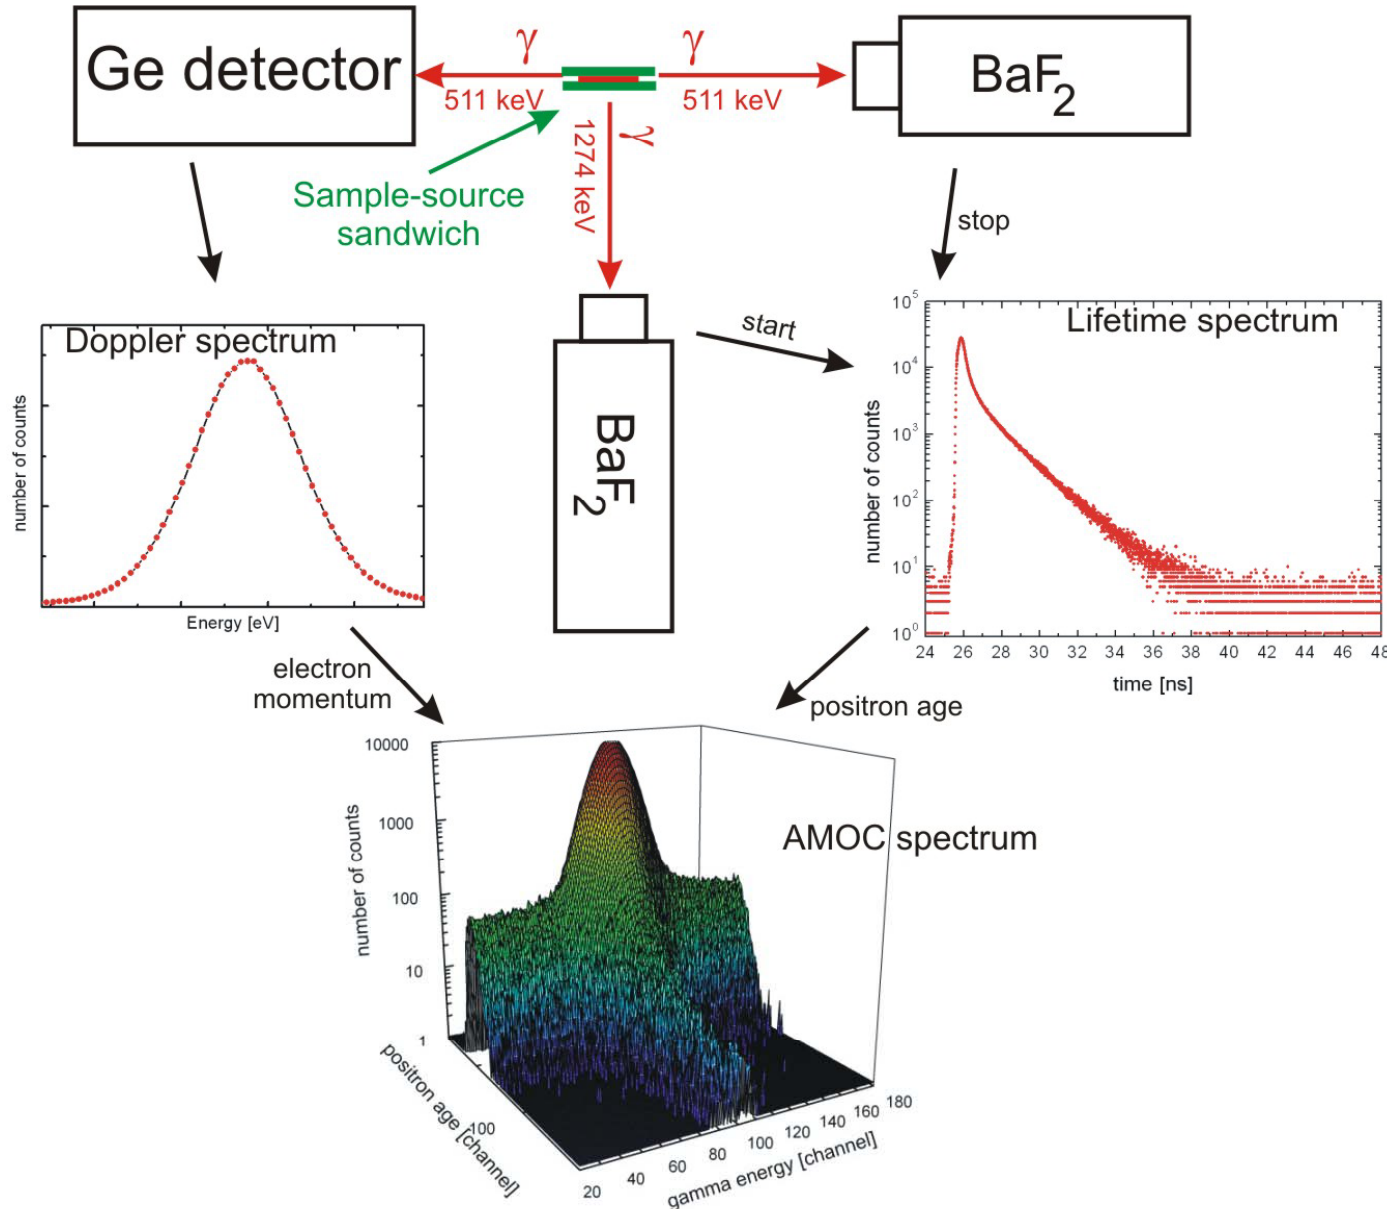 Ge detector
γ
511 keV
γ
511 keV
BaF2
γ
1274 keV
Sample-source
sandwich
stop
start
BaF2
Doppler spectrum
number of counts
Energy [eV]
Lifetime spectrum
number of counts
10^5
10^4
10^3
10^2
10^1
10^0
24 26 28 30 32 34 36 38 40 42 44 46 48
time [ns]
electron
momentum
positron age
AMOC spectrum
number of counts
10000
1000
100
10
1
positron age [channel]
100
20 40 60 80 100 120 140 160 180
gamma energy [channel]